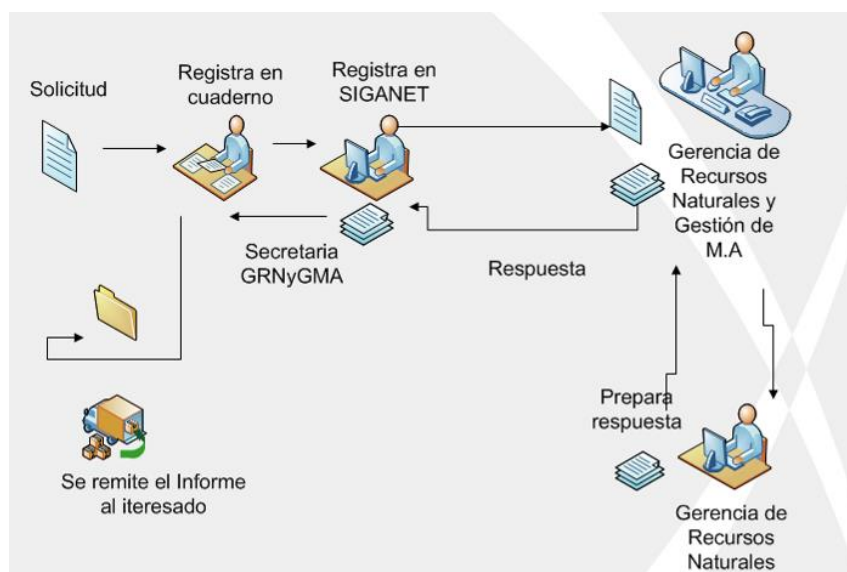 Solicitud
Registra en
cuaderno
Registra en
SIGANET
Gerencia de
Recursos
Naturales y
Gestión de
M.A
Secretaria
GRNyGMA
Respuesta
Prepara
respuesta
Se remite el Informe
al iteresado
Gerencia de
Recursos
Naturales